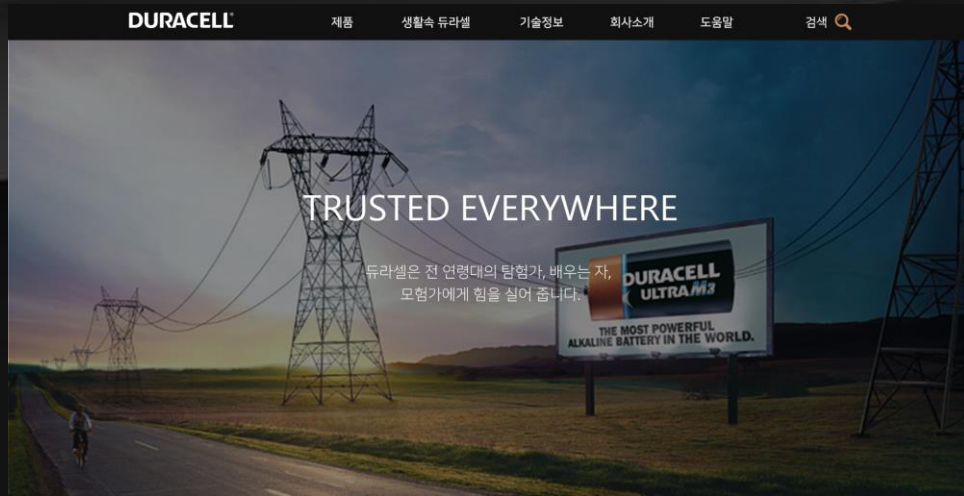 DURACELL
제품 생활속 듀라셀 기술정보 회사소개 도움말 검색
TRUSTED EVERYWHERE
듀라셀은 전 연령대의 탐험가, 배우는 자,
모험가에게 힘을 실어 줍니다.
DURACELL
ULTRA M3
THE MOST POWERFUL
ALKALINE BATTERY IN THE WORLD.